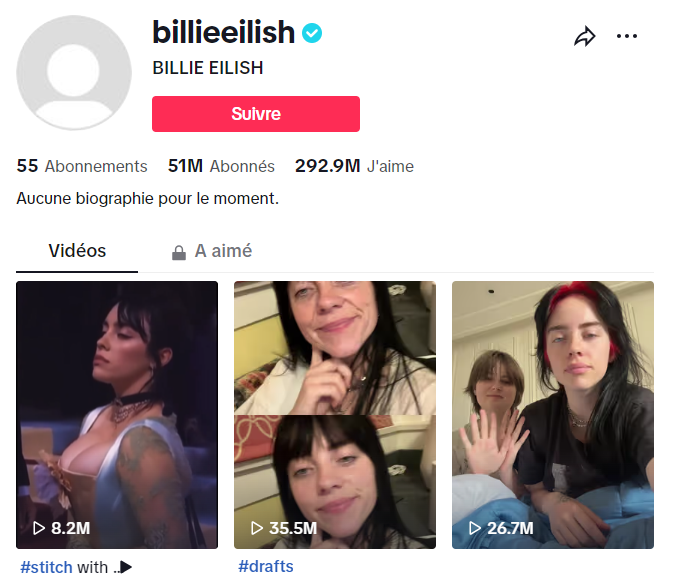 billieeilish
BILLIE EILISH
Suivre
55 Abonnements 51M Abonnés 292.9M J'aime
Aucune biographie pour le moment.
Vidéos A aimé
8.2M 35.5M 26.7M
#stitch with .. #drafts